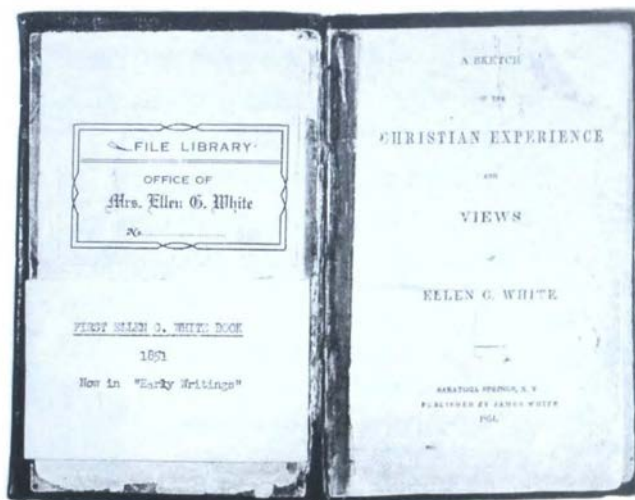 FILE LIBRARY
OFFICE OF
Mrs. Ellen G. White
No.
FIRST ELLEN G. WHITE BOOK
1851
Now in "Early Writings"
A SKETCH
OF THE
CHRISTIAN EXPERIENCE
AND
VIEWS
OF
ELLEN G. WHITE
SARATOGA SPRINGS, N. Y
PUBLISHED BY JAMES WHITE
1851.